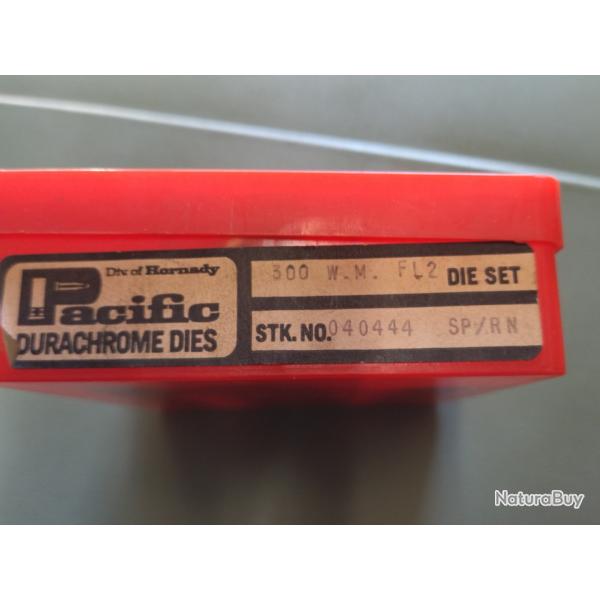 Div. of Hornady
Pacific
DURACHROME DIES
300 W.M. FL2 DIE SET
STK. NO. 040444 SP/RN
NaturaBuy